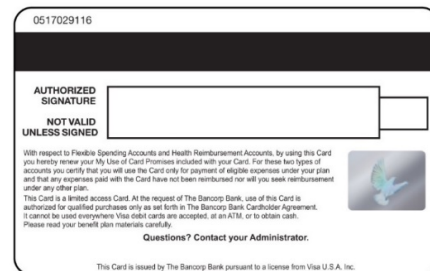 0517029116
AUTHORIZED
SIGNATURE
NOT VALID
UNLESS SIGNED
With respect to Flexible Spending Accounts and Health Reimbursement Accounts, by using this Card
you hereby renew your My Use of Card Promises included with your Card. For these two types of
accounts you certify that you will use the Card only for payment of eligible expenses under your plan
and that any expenses paid with the Card have not been reimbursed nor will you seek reimbursement
under any other plan.
This Card is a limited access Card. At the request of The Bancorp Bank, use of this Card is
authorized for qualified purchases only as set forth in The Bancorp Bank Cardholder Agreement.
It cannot be used everywhere Visa debit cards are accepted, at an ATM, or to obtain cash.
Please read your benefit plan materials carefully.
Questions? Contact your Administrator.
This Card is issued by The Bancorp Bank pursuant to a license from Visa U.S.A. Inc.